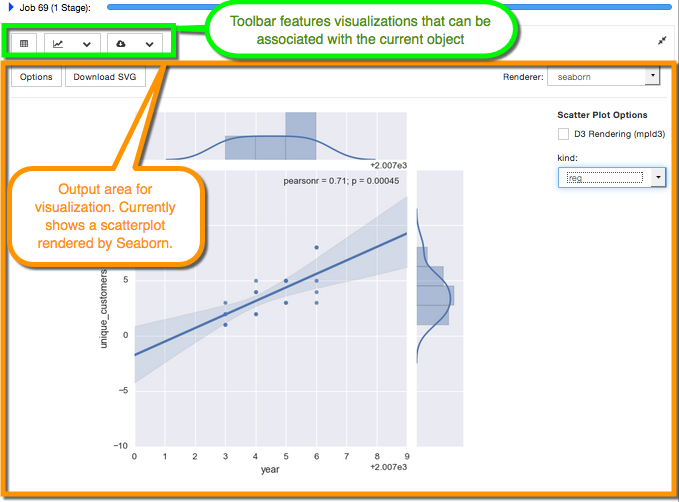 Job 69 (1 Stage):
Toolbar features visualizations that can be
associated with the current object
Options
Download SVG
Renderer:
seaborn
Scatter Plot Options
D3 Rendering (mpld3)
kind:
reg
+2.007e3
pearsonr = 0.71; p = 0.00045
Output area for
visualization. Currently
shows a scatterplot
rendered by Seaborn.
unique_customers
5
0
−5
−10
0 1 2 3 4 5 6 7 8 9
+2.007e3
year